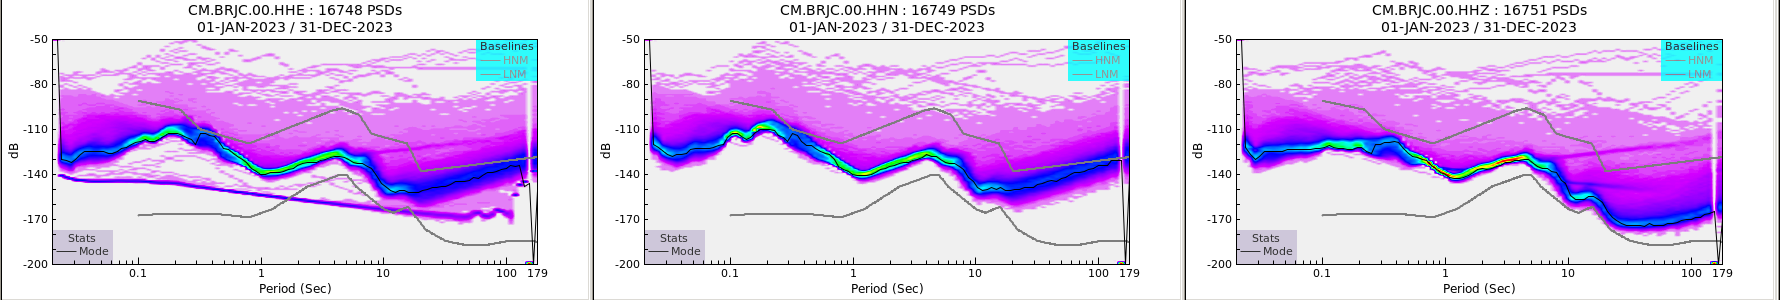 CM.BRJC.00.HHE : 16748 PSDs
01-JAN-2023 / 31-DEC-2023
-50
-80
-110
-140
-170
-200
dB
Baselines
HNM
LNM
Stats
Mode
0.1
1
10
100
179
Period (Sec)
CM.BRJC.00.HHN : 16749 PSDs
01-JAN-2023 / 31-DEC-2023
-50
-80
-110
-140
-170
-200
dB
Baselines
HNM
LNM
Stats
Mode
0.1
1
10
100
179
Period (Sec)
CM.BRJC.00.HHZ : 16751 PSDs
01-JAN-2023 / 31-DEC-2023
-50
-80
-110
-140
-170
-200
dB
Baselines
HNM
LNM
Stats
Mode
0.1
1
10
100
179
Period (Sec)